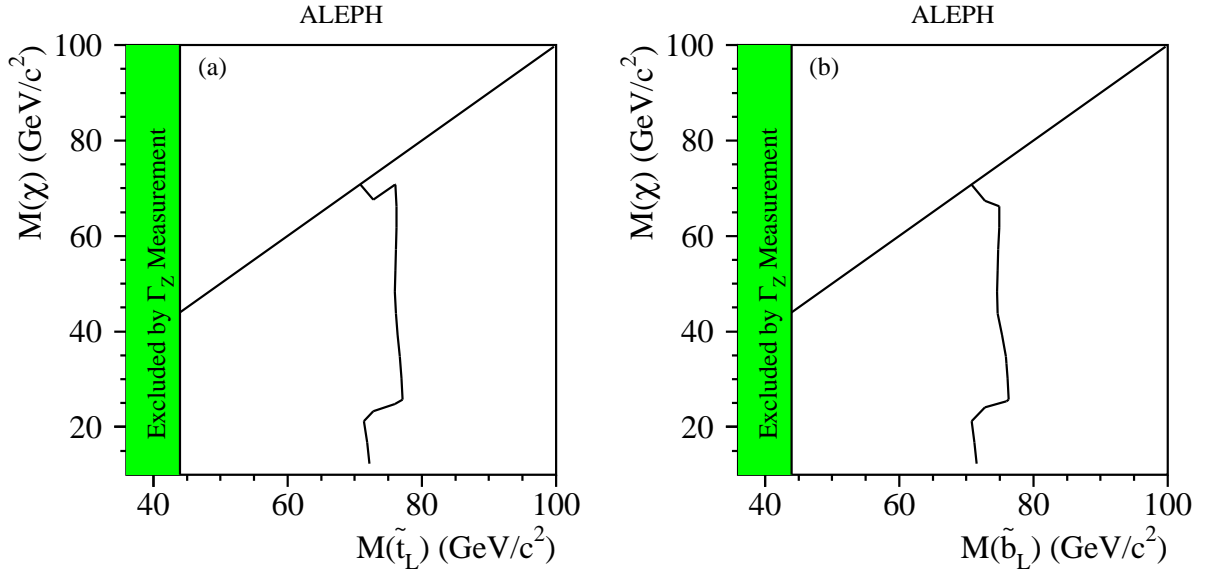 ALEPH
(a)
M(χ) (GeV/c²)
100
80
60
40
20
Excluded by Γ_Z Measurement
40 60 80 100
M(t̃_L) (GeV/c²)
ALEPH
(b)
M(χ) (GeV/c²)
100
80
60
40
20
Excluded by Γ_Z Measurement
40 60 80 100
M(b̃_L) (GeV/c²)